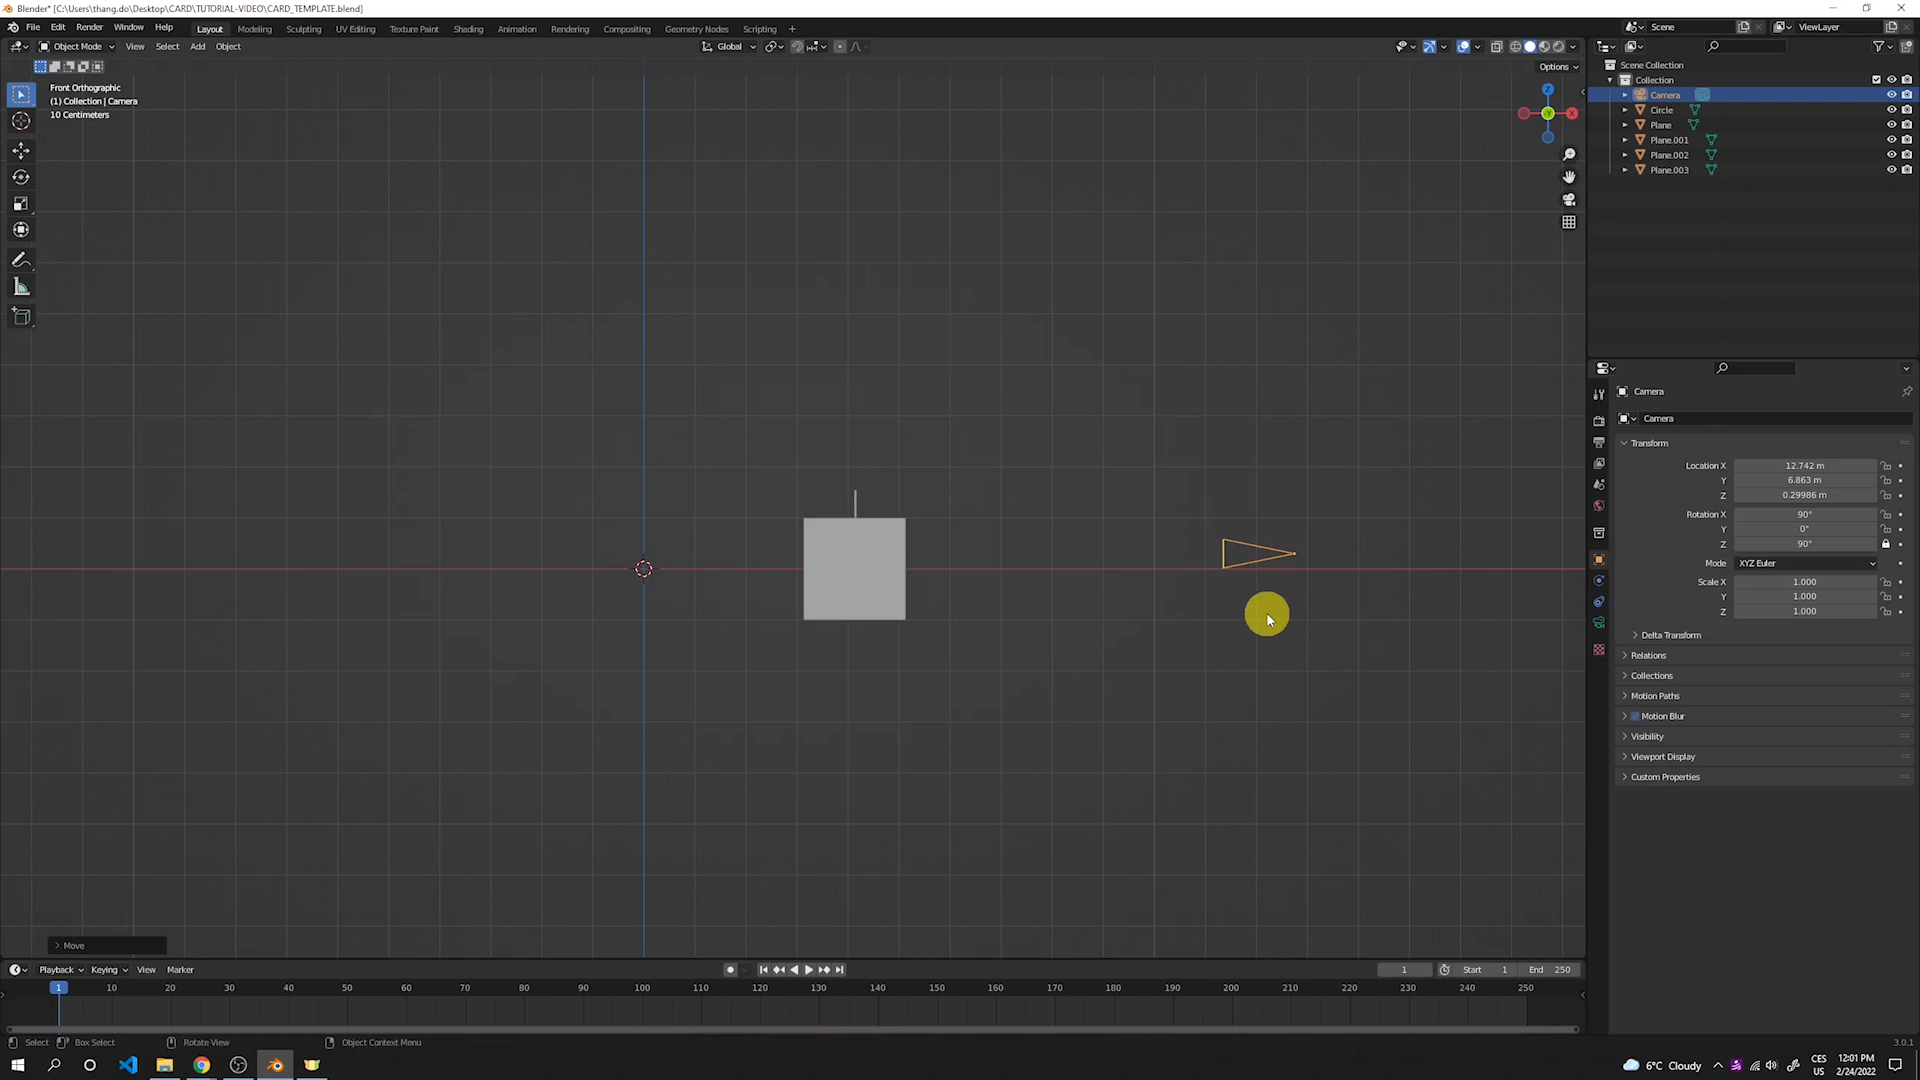 Blender* [C:\Users\thang.do\Desktop\CARD\TUTORIAL-VIDEO\CARD_TEMPLATE.blend]
File Edit Render Window Help Layout Modeling Sculpting UV Editing Texture Paint Shading Animation Rendering Compositing Geometry Nodes Scripting + Scene ViewLayer
Object Mode View Select Add Object Global
Options
Front Orthographic
(1) Collection | Camera
10 Centimeters
Z
X
-Y
Scene Collection
Collection
Camera
Circle
Plane
Plane.001
Plane.002
Plane.003
Camera
Camera
Transform
Location X 12.742 m
Y 6.863 m
Z 0.29986 m
Rotation X 90°
Y 0°
Z 90°
Mode XYZ Euler
Scale X 1.000
Y 1.000
Z 1.000
Delta Transform
Relations
Collections
Motion Paths
Motion Blur
Visibility
Viewport Display
Custom Properties
Move
Playback Keying View Marker 1 Start 1 End 250
1 10 20 30 40 50 60 70 80 90 100 110 120 130 140 150 160 170 180 190 200 210 220 230 240 250
Select Box Select Rotate View Object Context Menu 3.0.1
6°C Cloudy CES 12:01 PM
US 2/24/2022